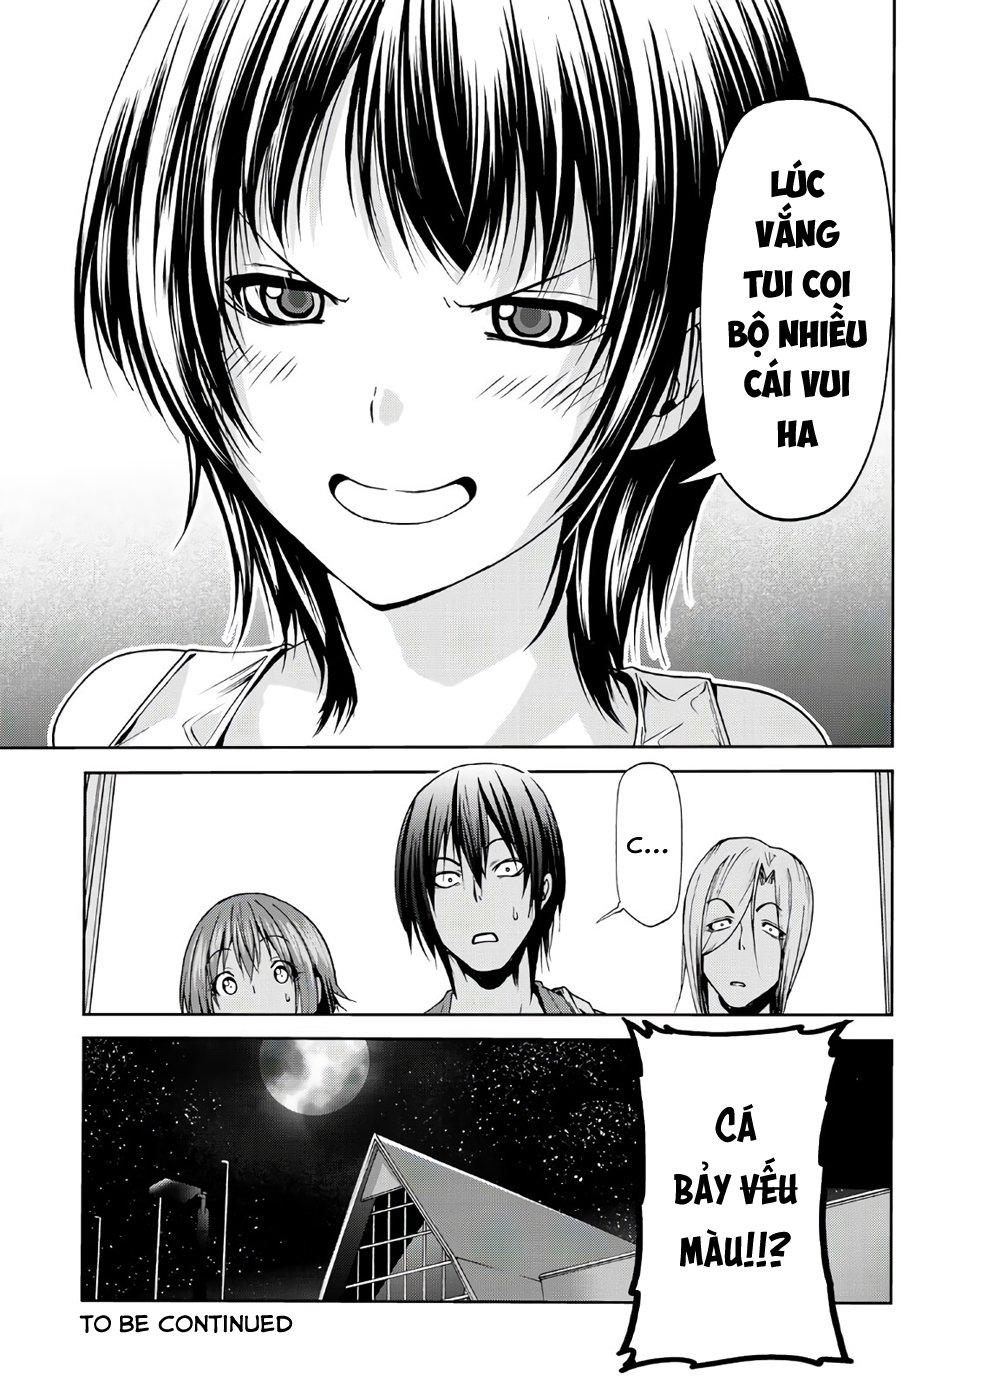 LÚC
VẮNG
TUI COI
BỘ NHIỀU
CÁI VUI
HA
C...
CÁ
BẢY VẾU
MÀU!!?
TO BE CONTINUED